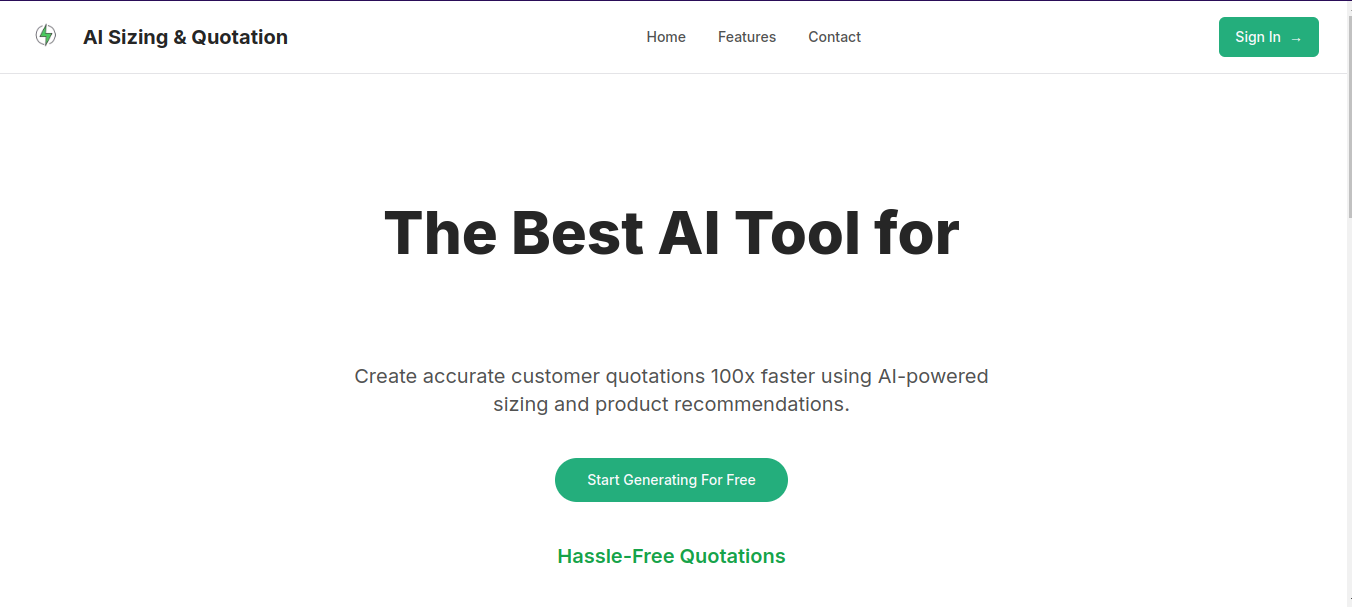 AI Sizing & Quotation
Home
Features
Contact
Sign In →
The Best AI Tool for
Create accurate customer quotations 100x faster using AI-powered
sizing and product recommendations.
Start Generating For Free
Hassle-Free Quotations